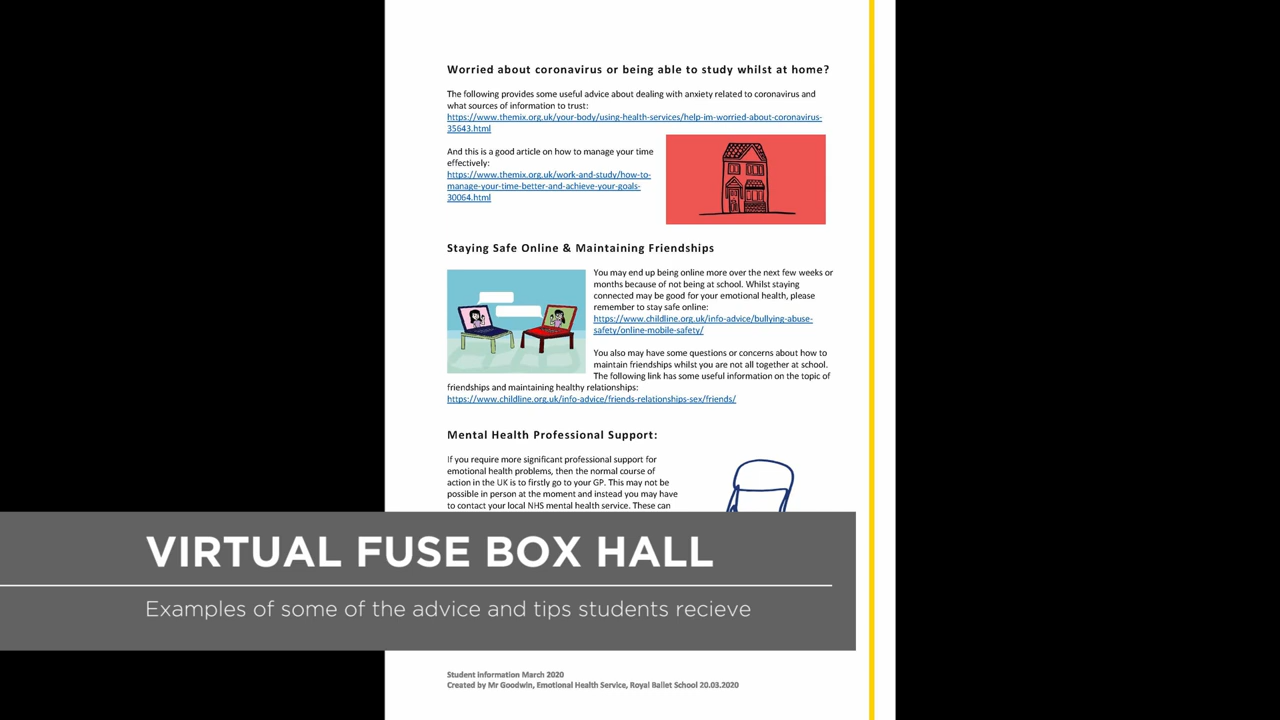 Worried about coronavirus or being able to study whilst at home?
The following provides some useful advice about dealing with anxiety related to coronavirus and
what sources of information to trust:
https://www.themix.org.uk/your-body/using-health-services/help-im-worried-about-coronavirus-
35643.html
And this is a good article on how to manage your time
effectively:
https://www.themix.org.uk/work-and-study/how-to-
manage-your-time-better-and-achieve-your-goals-
30064.html
Staying Safe Online & Maintaining Friendships
You may end up being online more over the next few weeks or
months because of not being at school. Whilst staying
connected may be good for your emotional health, please
remember to stay safe online:
https://www.childline.org.uk/info-advice/bullying-abuse-
safety/online-mobile-safety/
You also may have some questions or concerns about how to
maintain friendships whilst you are not all together at school.
The following link has some useful information on the topic of
friendships and maintaining healthy relationships:
https://www.childline.org.uk/info-advice/friends-relationships-sex/friends/
Mental Health Professional Support:
If you require more significant professional support for
emotional health problems, then the normal course of
action in the UK is to firstly go to your GP. This may not be
possible in person at the moment and instead you may have
to contact your local NHS mental health service. These can
VIRTUAL FUSE BOX HALL
Examples of some of the advice and tips students recieve
Student information March 2020
Created by Mr Goodwin, Emotional Health Service, Royal Ballet School 20.03.2020